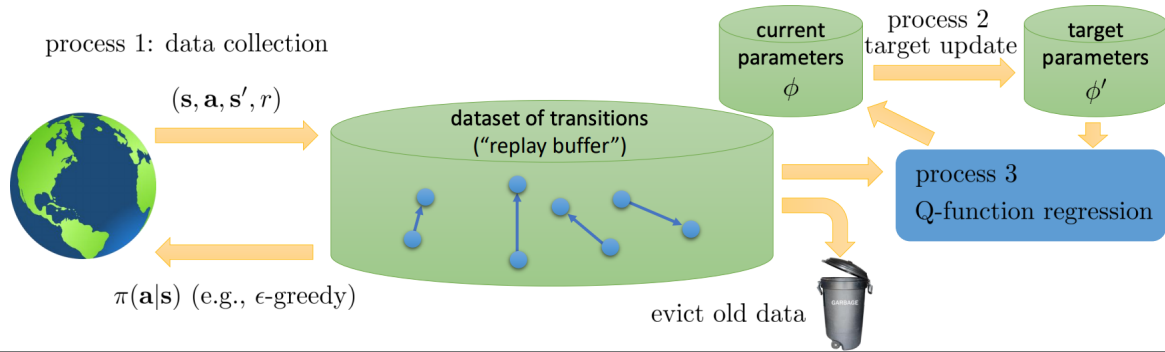 process 1: data collection
(s, a, s′, r)
π(a|s) (e.g., ϵ-greedy)
dataset of transitions
("replay buffer")
current
parameters
ϕ
process 2
target update
target
parameters
ϕ′
process 3
Q-function regression
evict old data
GARBAGE